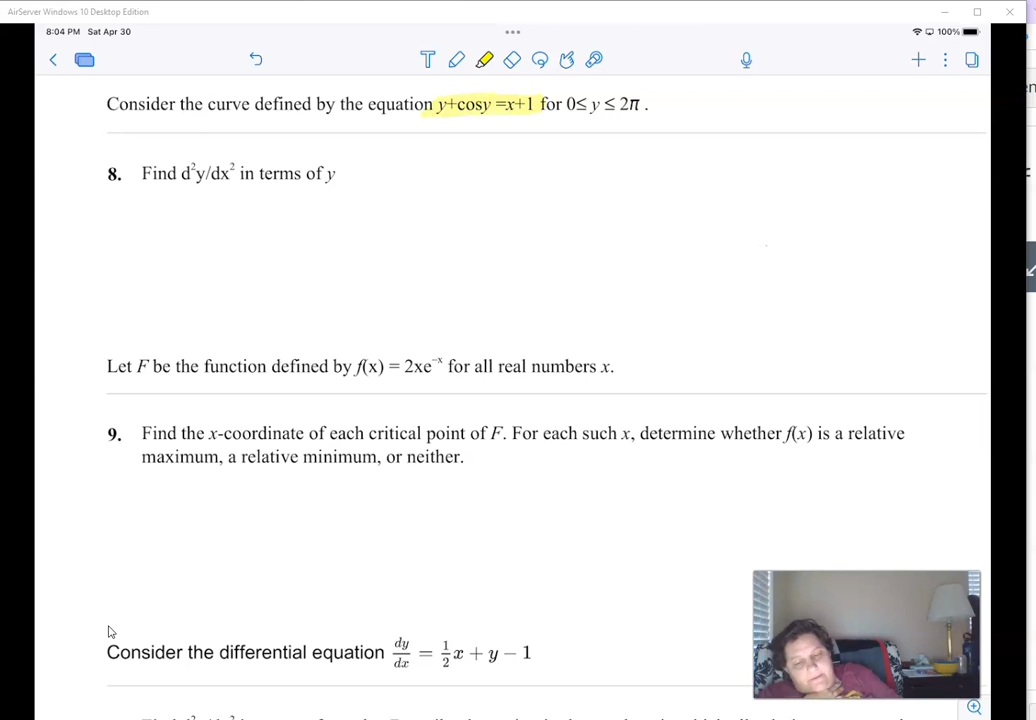 AirServer Windows 10 Desktop Edition
8:04 PM Sat Apr 30
100%
T
Consider the curve defined by the equation y+cosy =x+1 for 0≤ y ≤ 2π .
8. Find d²y/dx² in terms of y
Let F be the function defined by f(x) = 2xe⁻ˣ for all real numbers x.
9. Find the x-coordinate of each critical point of F. For each such x, determine whether f(x) is a relative
maximum, a relative minimum, or neither.
Consider the differential equation dy/dx = 1/2 x + y − 1